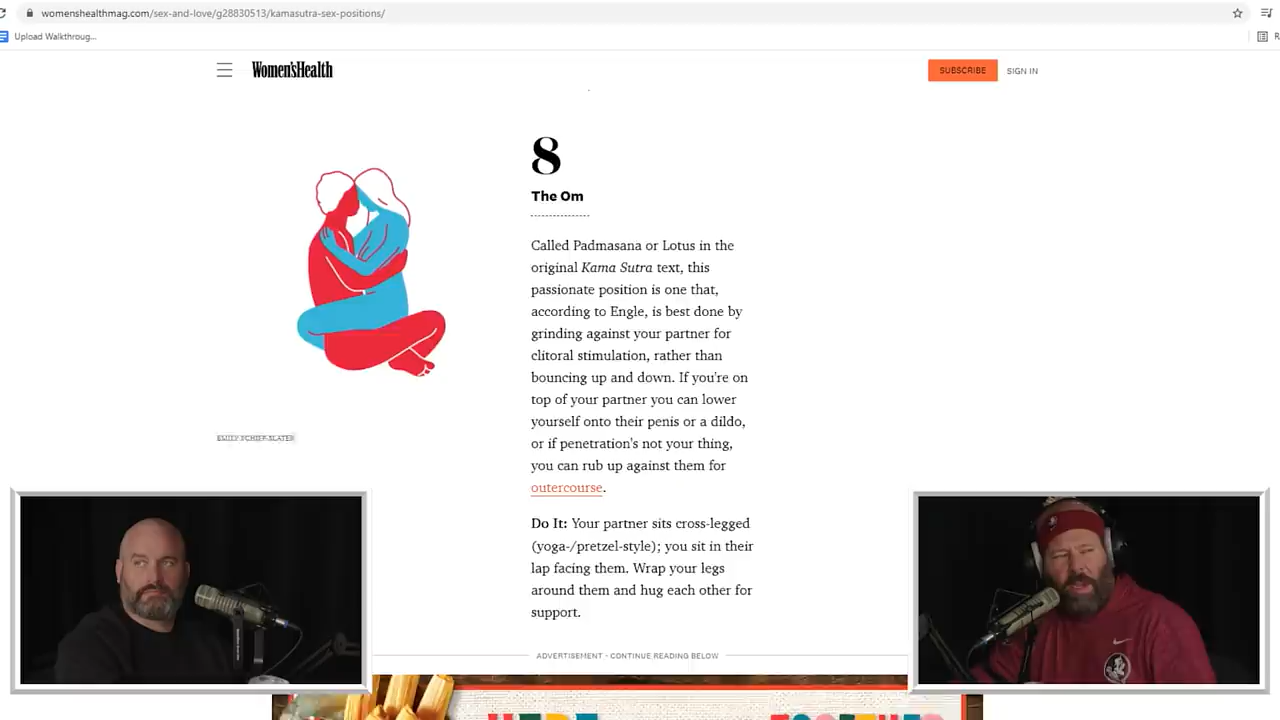 womenshealthmag.com/sex-and-love/g28830513/kamasutra-sex-positions/
Upload Walkthroug...
R
Women'sHealth
SUBSCRIBE
SIGN IN
8
The Om
Called Padmasana or Lotus in the
original Kama Sutra text, this
passionate position is one that,
according to Engle, is best done by
grinding against your partner for
clitoral stimulation, rather than
bouncing up and down. If you're on
top of your partner you can lower
yourself onto their penis or a dildo,
or if penetration's not your thing,
you can rub up against them for
outercourse.
Do It: Your partner sits cross-legged
(yoga-/pretzel-style); you sit in their
lap facing them. Wrap your legs
around them and hug each other for
support.
ADVERTISEMENT - CONTINUE READING BELOW